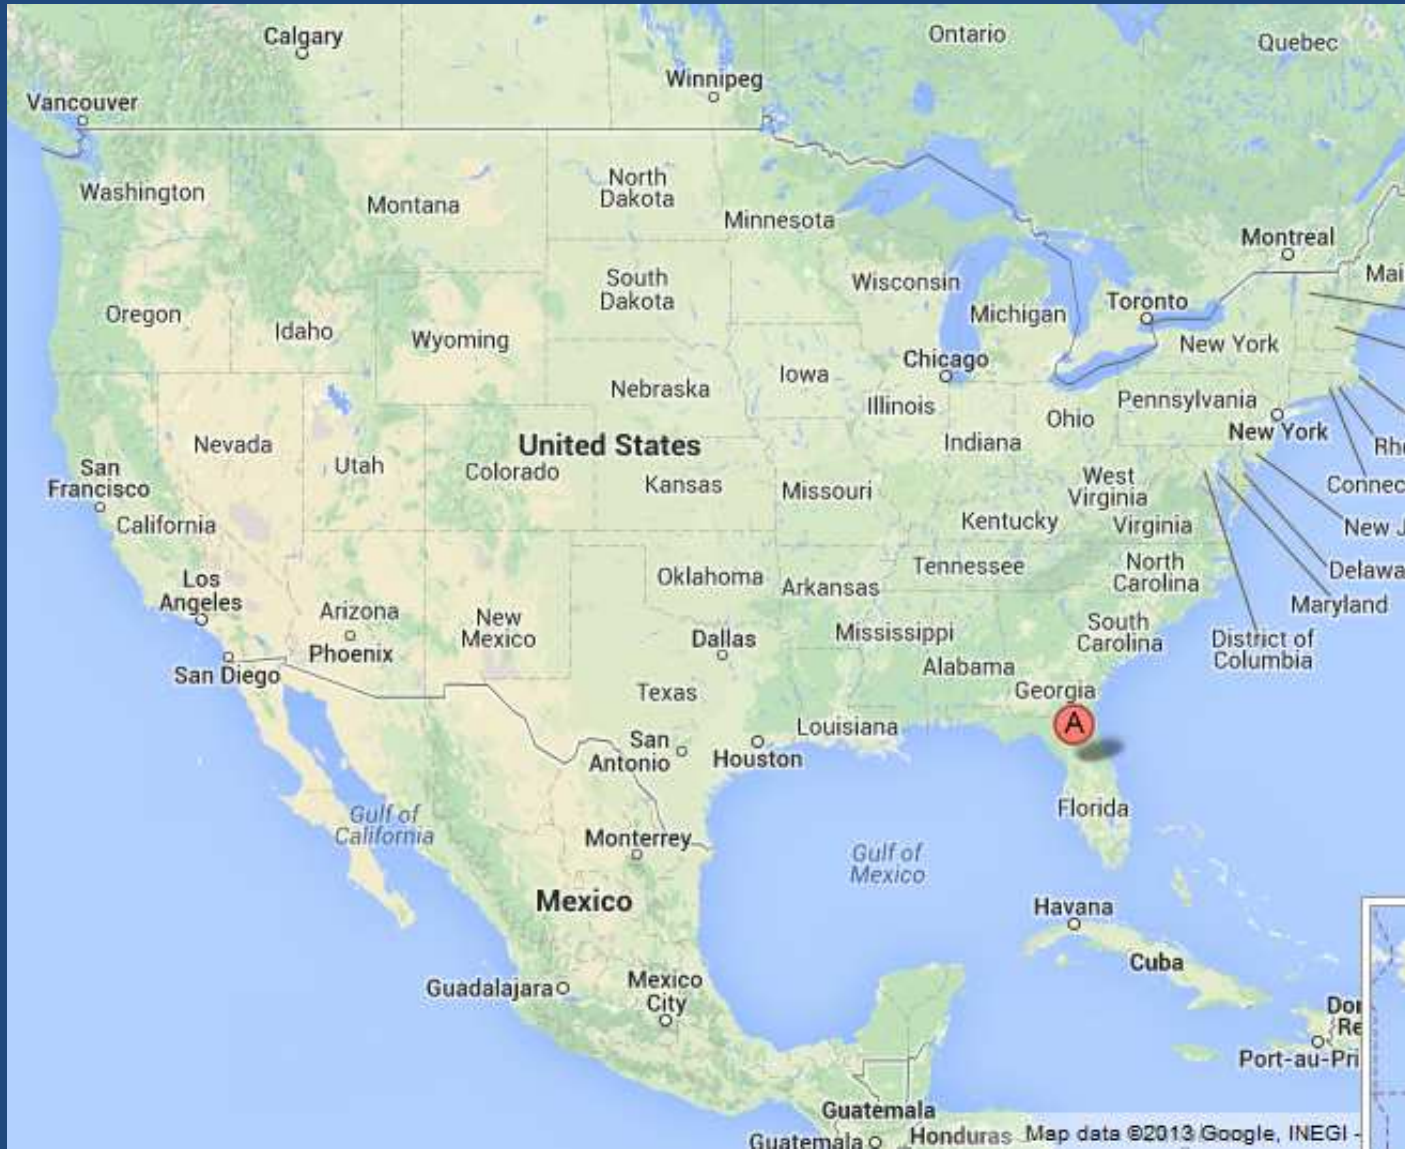 Calgary
Ontario
Quebec
Winnipeg
Vancouver
Washington
Montana
North
Dakota
Minnesota
Montreal
Mai
South
Dakota
Wisconsin
Michigan
Toronto
Oregon
Idaho
Wyoming
New York
Chicago
Iowa
Nebraska
Illinois
Ohio
Pennsylvania
New York
Nevada
United States
Indiana
Rho
Utah
Colorado
San
Francisco
Kansas
Missouri
West
Virginia
Connec
California
Kentucky
Virginia
New J
Los
Angeles
Oklahoma
Arkansas
Tennessee
North
Carolina
Delawa
Maryland
Arizona
Phoenix
New
Mexico
Dallas
Mississippi
South
Carolina
District of
Columbia
San Diego
Texas
Alabama
Georgia
A
San
Antonio
Houston
Louisiana
Florida
Gulf of
California
Monterrey
Gulf of
Mexico
Mexico
Havana
Cuba
Guadalajara
Mexico
City
Dor
Re
Port-au-Pri
Guatemala
Guatemala
Honduras
Map data ©2013 Google, INEGI -